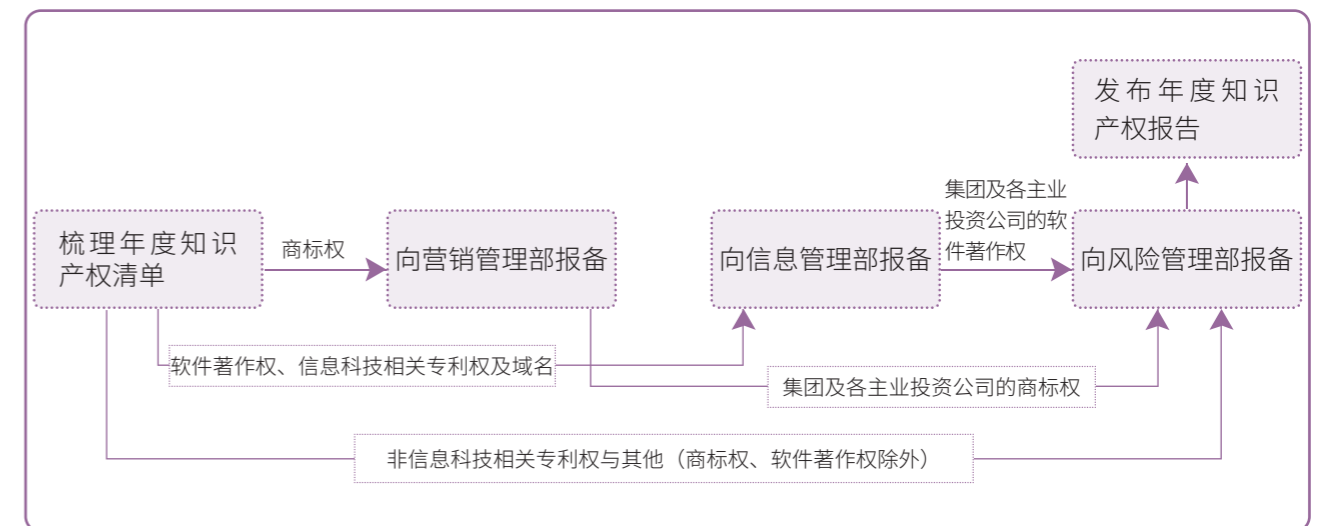 发布年度知识
产权报告
集团及各主业
投资公司的软
件著作权
梳理年度知识
产权清单
商标权
向营销管理部报备
向信息管理部报备
向风险管理部报备
软件著作权、信息科技相关专利权及域名
集团及各主业投资公司的商标权
非信息科技相关专利权与其他（商标权、软件著作权除外）